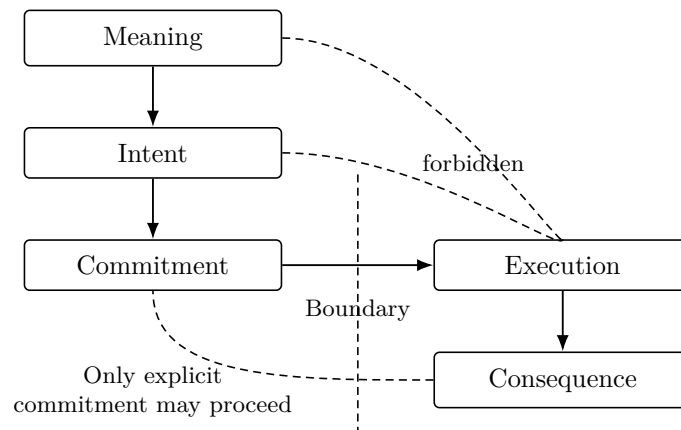 Meaning
Intent
forbidden
Commitment
Execution
Boundary
Consequence
Only explicit
commitment may proceed